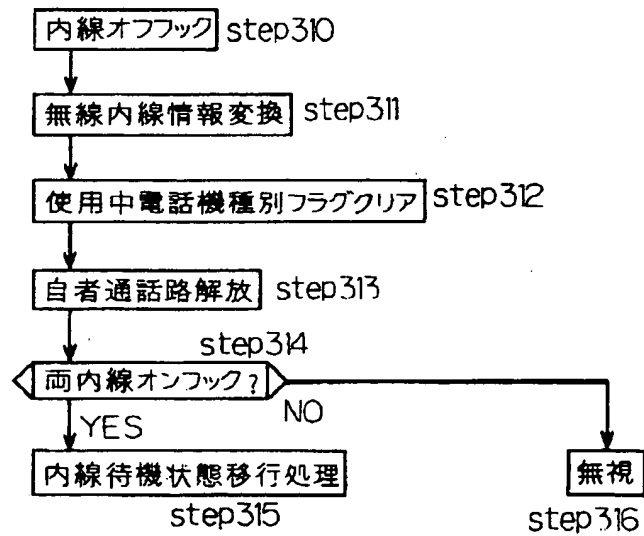 内線オフフック step310
無線内線情報変換 step311
使用中電話機種別フラグクリア step312
自者通話路解放 step313
step314
両内線オンフック?
YES
NO
内線待機状態移行処理
無視
step315
step316